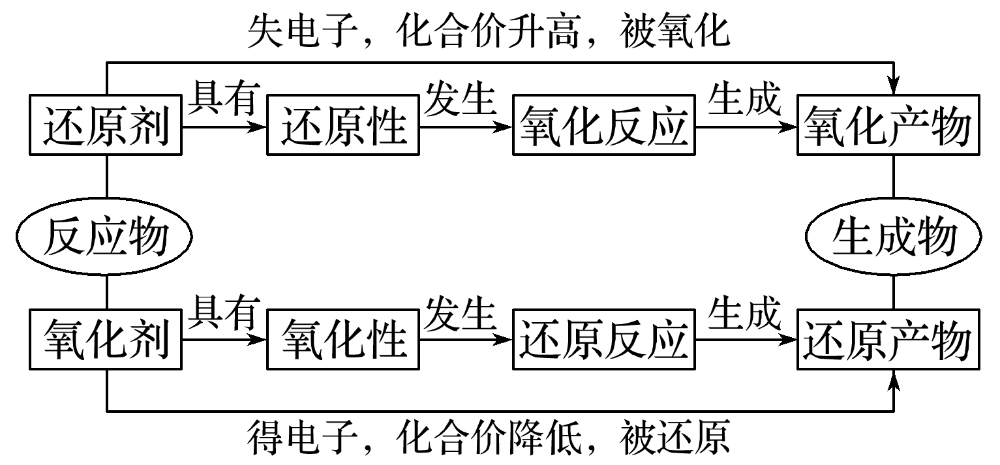 失电子，化合价升高，被氧化
具有 发生 生成
还原剂 还原性 氧化反应 氧化产物
反应物 生成物
具有 发生 生成
氧化剂 氧化性 还原反应 还原产物
得电子，化合价降低，被还原